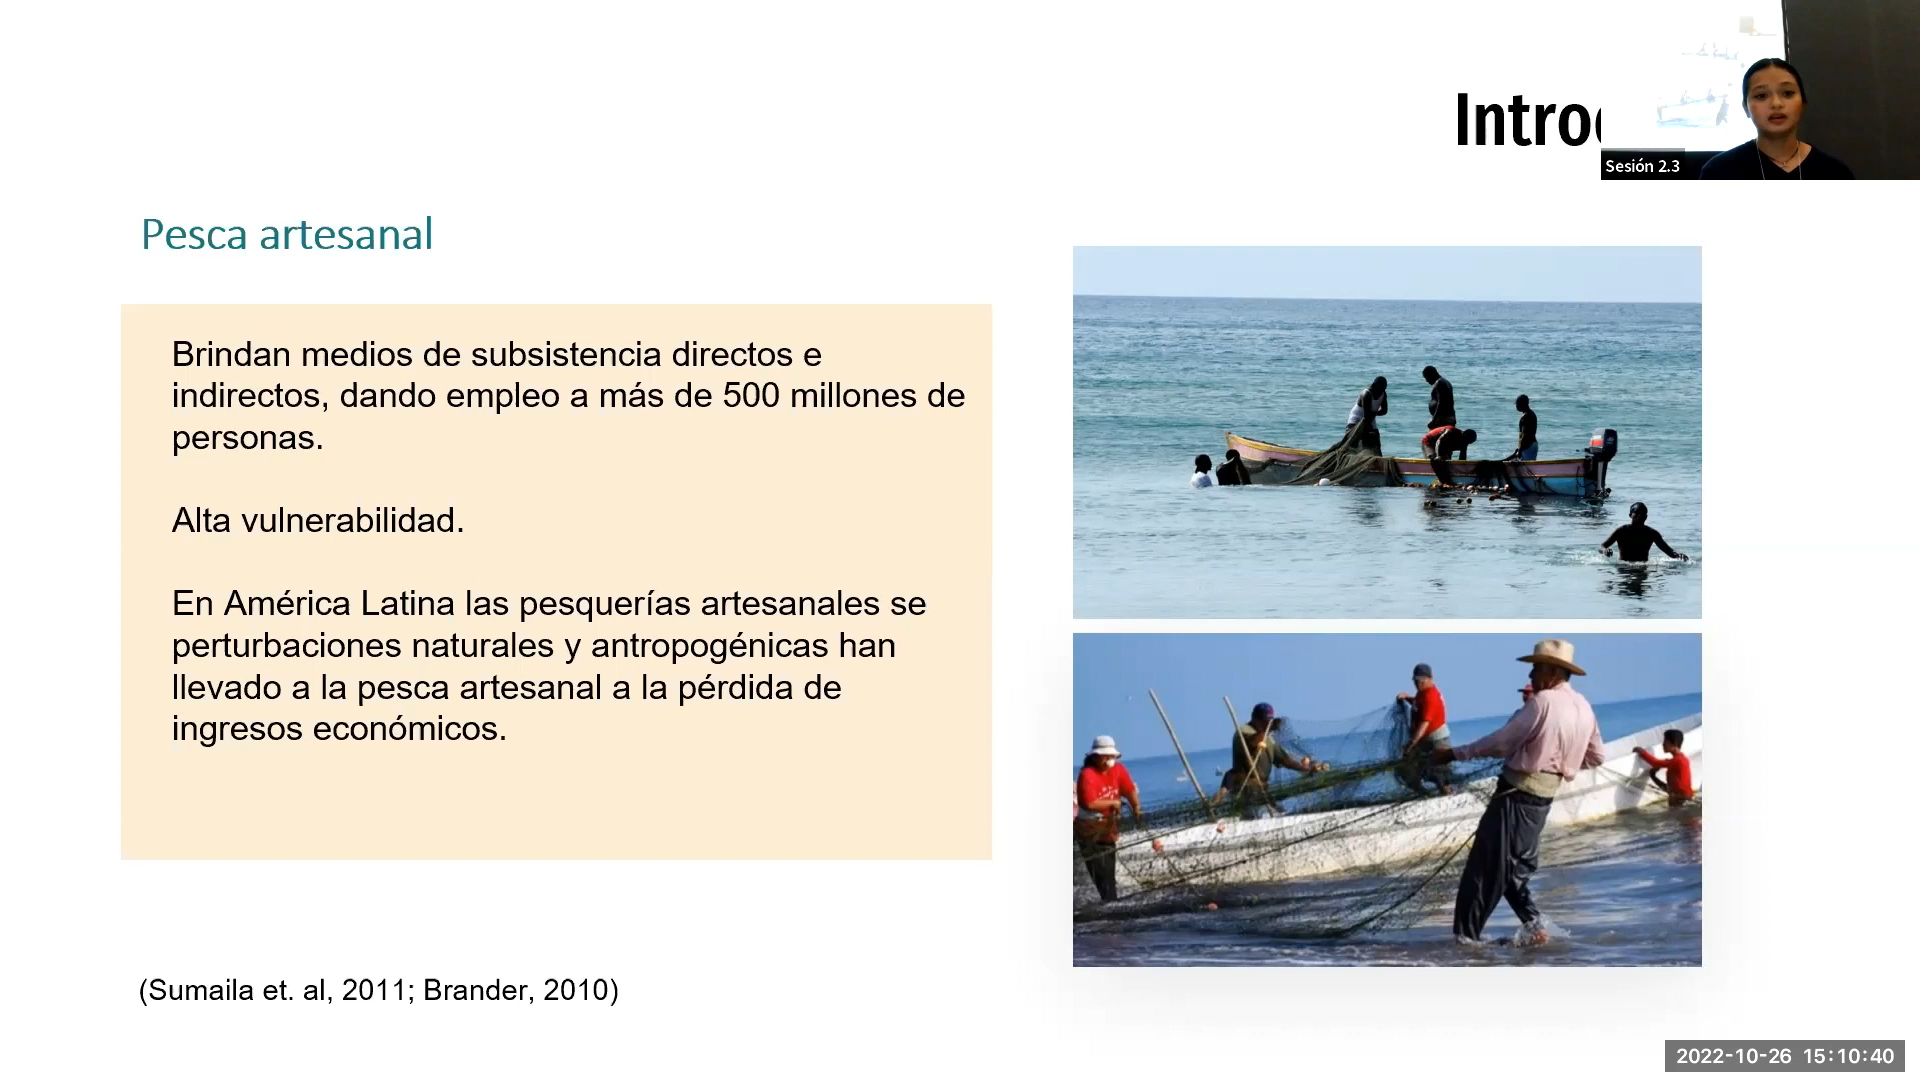 Sesión 2.3
Pesca artesanal
Brindan medios de subsistencia directos e
indirectos, dando empleo a más de 500 millones de
personas.
Alta vulnerabilidad.
En América Latina las pesquerías artesanales se
perturbaciones naturales y antropogénicas han
llevado a la pesca artesanal a la pérdida de
ingresos económicos.
(Sumaila et. al, 2011; Brander, 2010)
2022-10-26 15:10:40